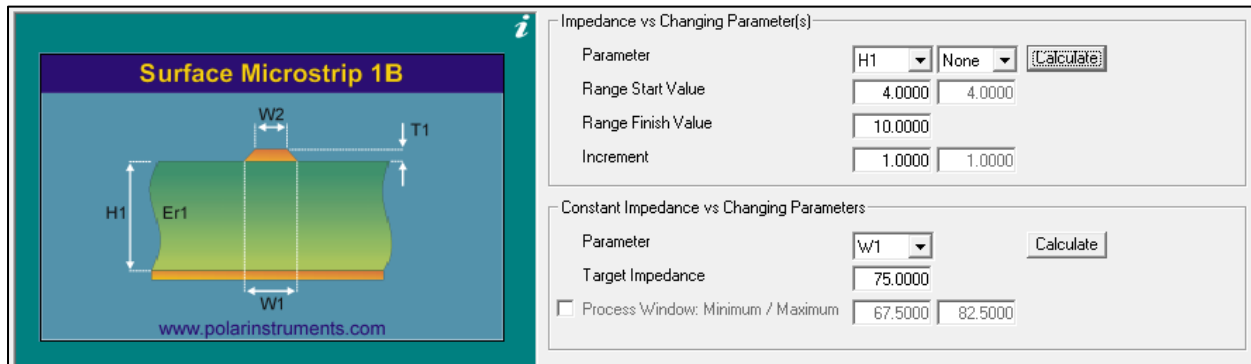 i
Surface Microstrip 1B
W2
T1
H1
Er1
W1
www.polarinstruments.com
Impedance vs Changing Parameter(s)
Parameter H1 None Calculate
Range Start Value 4.0000 4.0000
Range Finish Value 10.0000
Increment 1.0000 1.0000
Constant Impedance vs Changing Parameters
Parameter W1 Calculate
Target Impedance 75.0000
Process Window: Minimum / Maximum 67.5000 82.5000